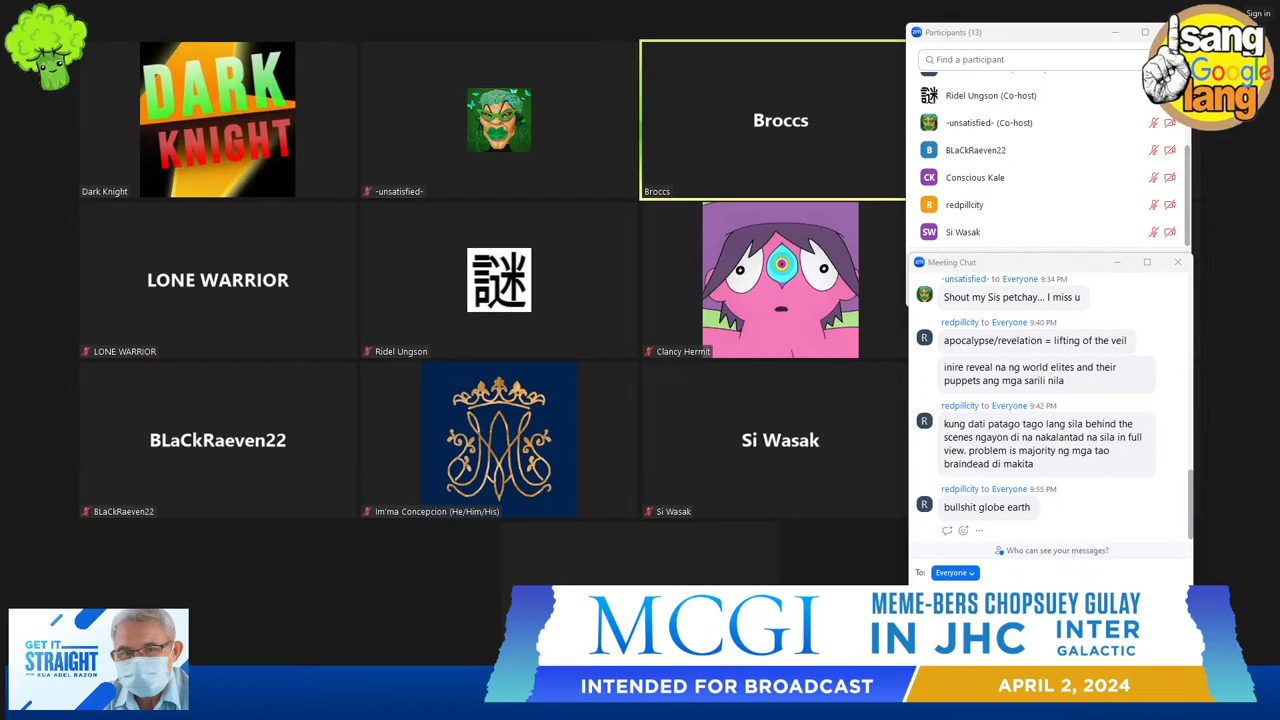 Sign in
DARK
KNIGHT
Dark Knight
-unsatisfied-
Broccs
Broccs
LONE WARRIOR
LONE WARRIOR
謎
Ridel Ungson
Clancy Hermit
BLaCkRaeven22
BLaCkRaeven22
Im'ma Concepcion (He/Him/His)
Si Wasak
Si Wasak
Participants (13)
Find a participant
謎
Ridel Ungson (Co-host)
-unsatisfied- (Co-host)
B
BLaCkRaeven22
CK
Conscious Kale
R
redpillcity
SW
Si Wasak
Isang
Google
lang
Meeting Chat
-unsatisfied- to Everyone 9:34 PM
Shout my Sis petchay... I miss u
redpillcity to Everyone 9:40 PM
R
apocalypse/revelation = lifting of the veil
inire reveal na ng world elites and their
puppets ang mga sarili nila
redpillcity to Everyone 9:42 PM
R
kung dati patago tago lang sila behind the
scenes ngayon di na nakalantad na sila in full
view. problem is majority ng mga tao
braindead di makita
redpillcity to Everyone 9:55 PM
R
bullshit globe earth
Who can see your messages?
To: Everyone
GET IT
STRAIGHT
KUYA ADEL RAZON
MCGI
MEME-BERS CHOPSUEY GULAY
IN JHC
INTER
GALACTIC
INTENDED FOR BROADCAST
APRIL 2, 2024